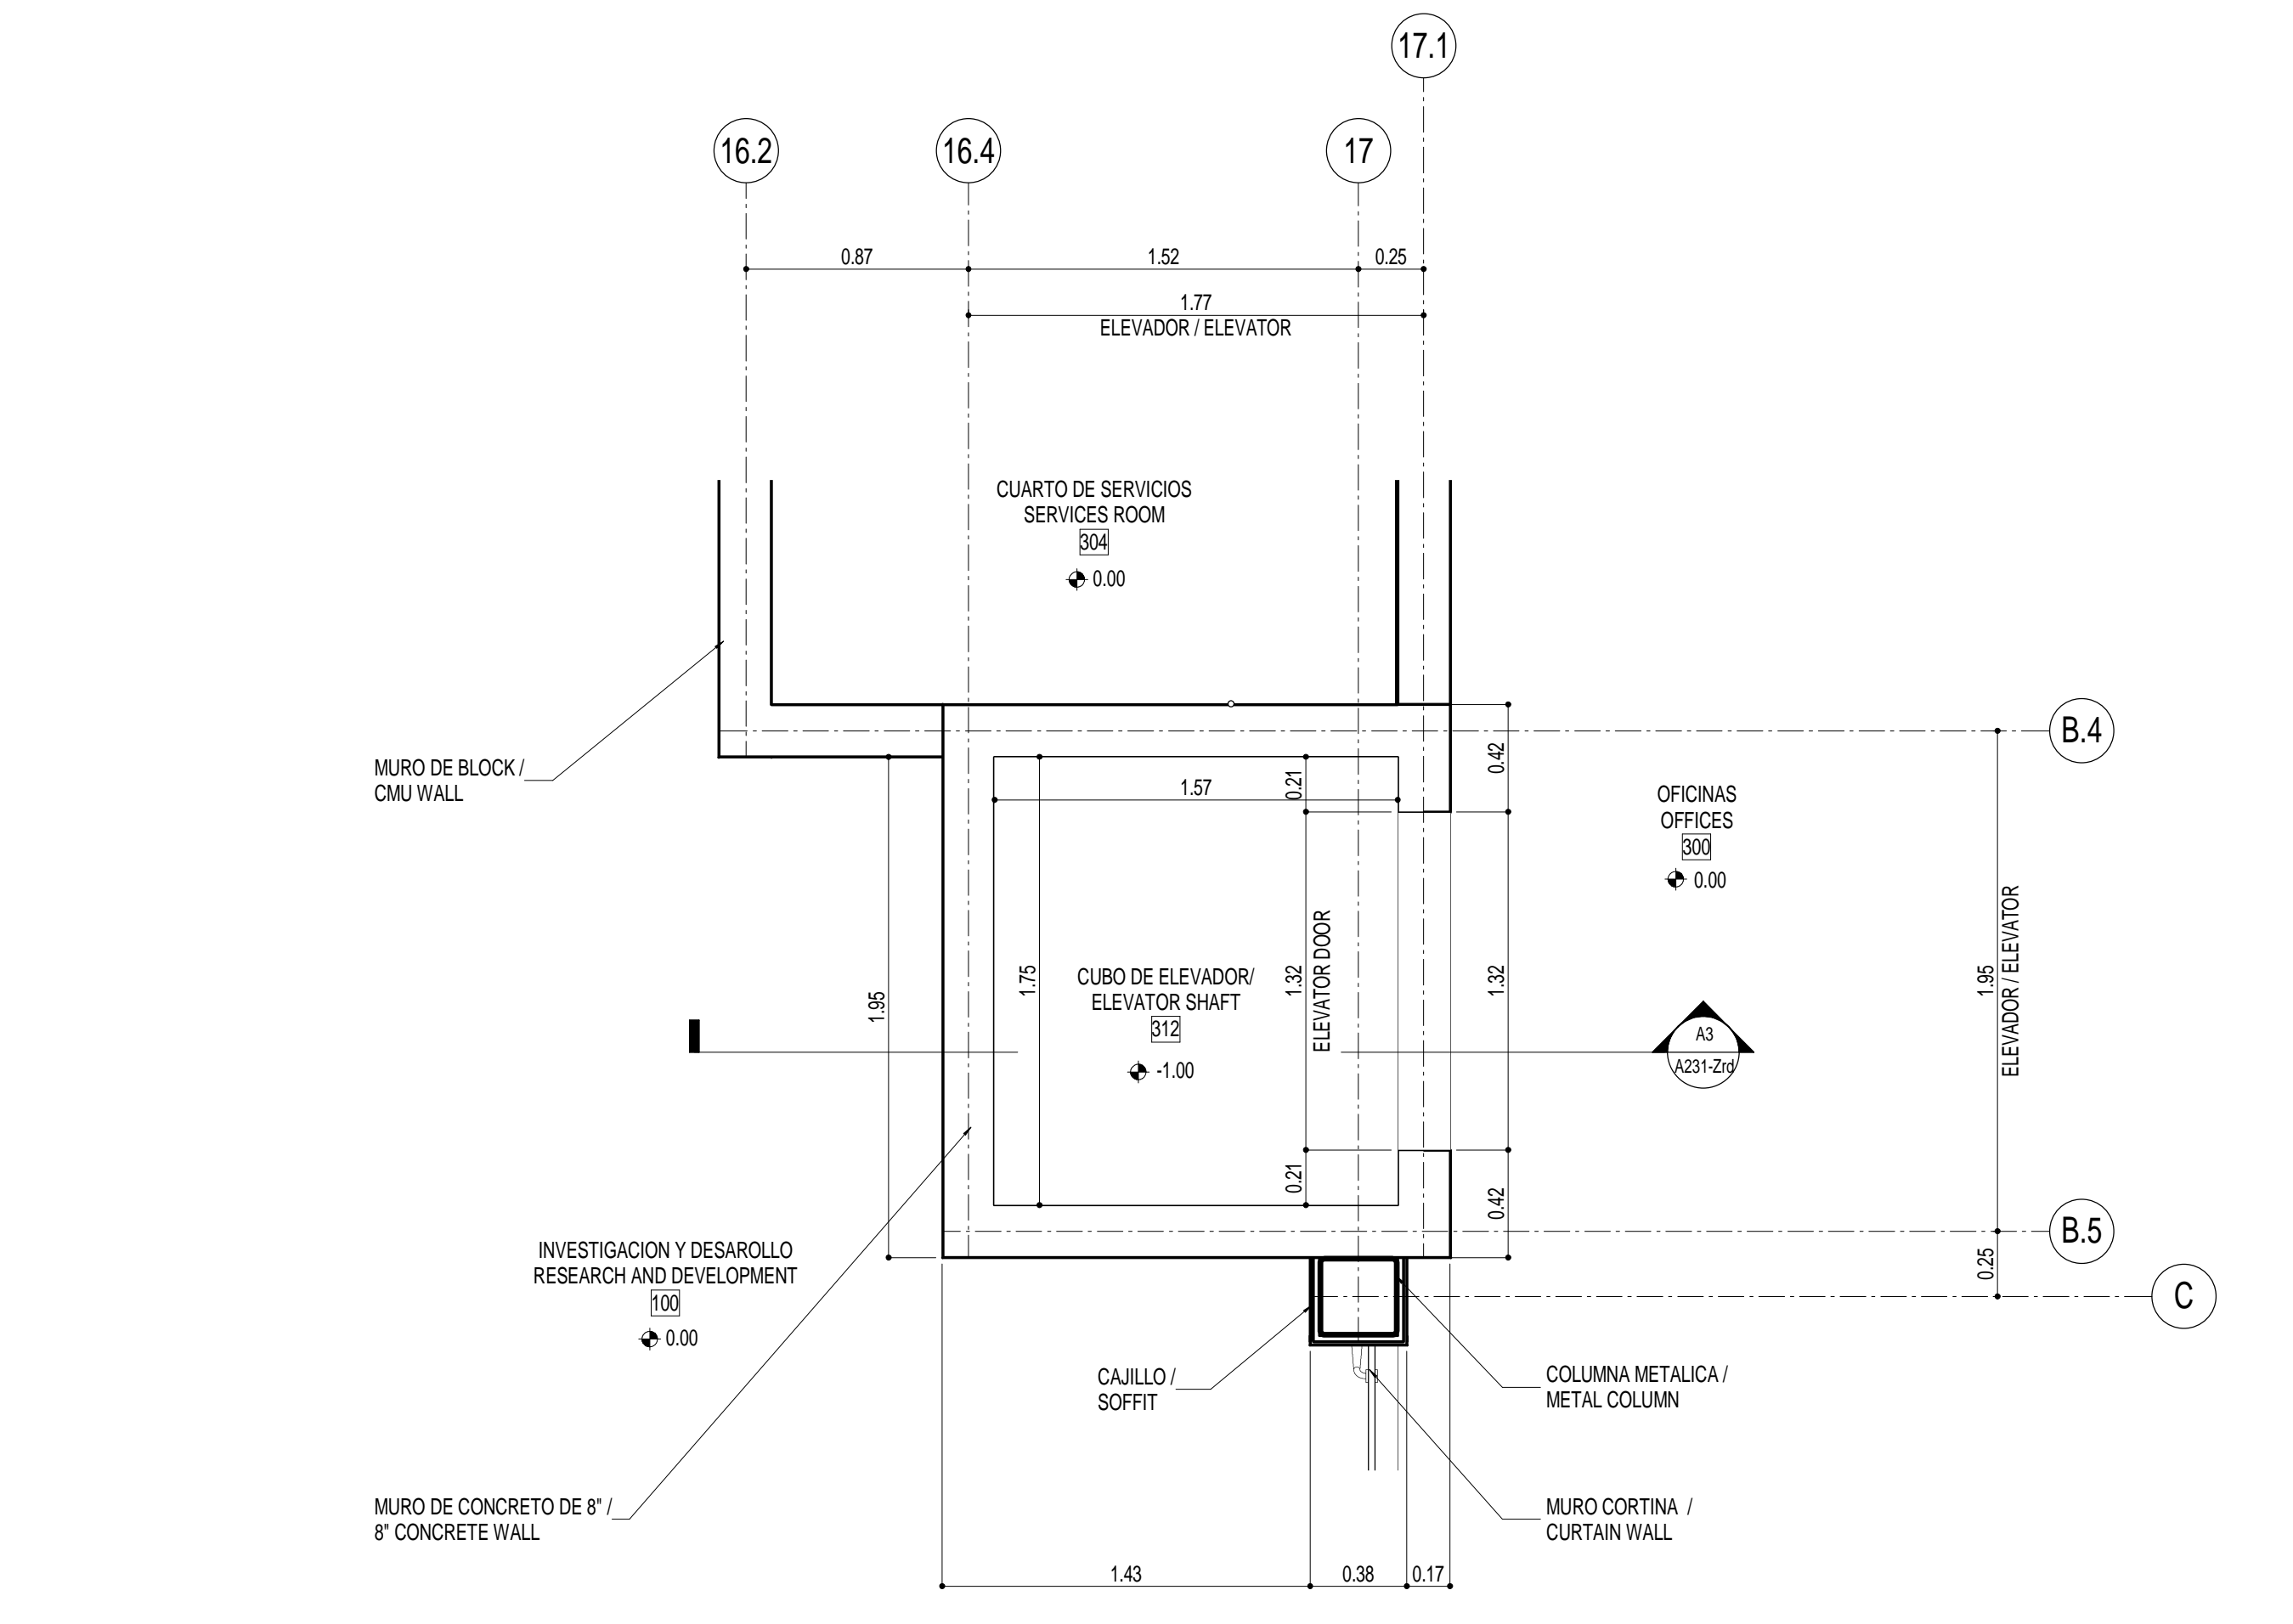 17.1
16.2
16.4
17
0.87
1.52
0.25
1.77
ELEVADOR / ELEVATOR
CUARTO DE SERVICIOS
SERVICES ROOM
304
0.00
B.4
MURO DE BLOCK /
CMU WALL
0.42
0.21
1.57
OFICINAS
OFFICES
300
0.00
ELEVADOR / ELEVATOR
1.95
1.75
1.95
CUBO DE ELEVADOR/
ELEVATOR SHAFT
312
-1.00
1.32
ELEVATOR DOOR
1.32
A3
A231-Zrd
0.21
0.42
B.5
0.25
C
INVESTIGACION Y DESAROLLO
RESEARCH AND DEVELOPMENT
100
0.00
CAJILLO /
SOFFIT
COLUMNA METALICA /
METAL COLUMN
MURO DE CONCRETO DE 8" /
8" CONCRETE WALL
MURO CORTINA /
CURTAIN WALL
1.43
0.38
0.17